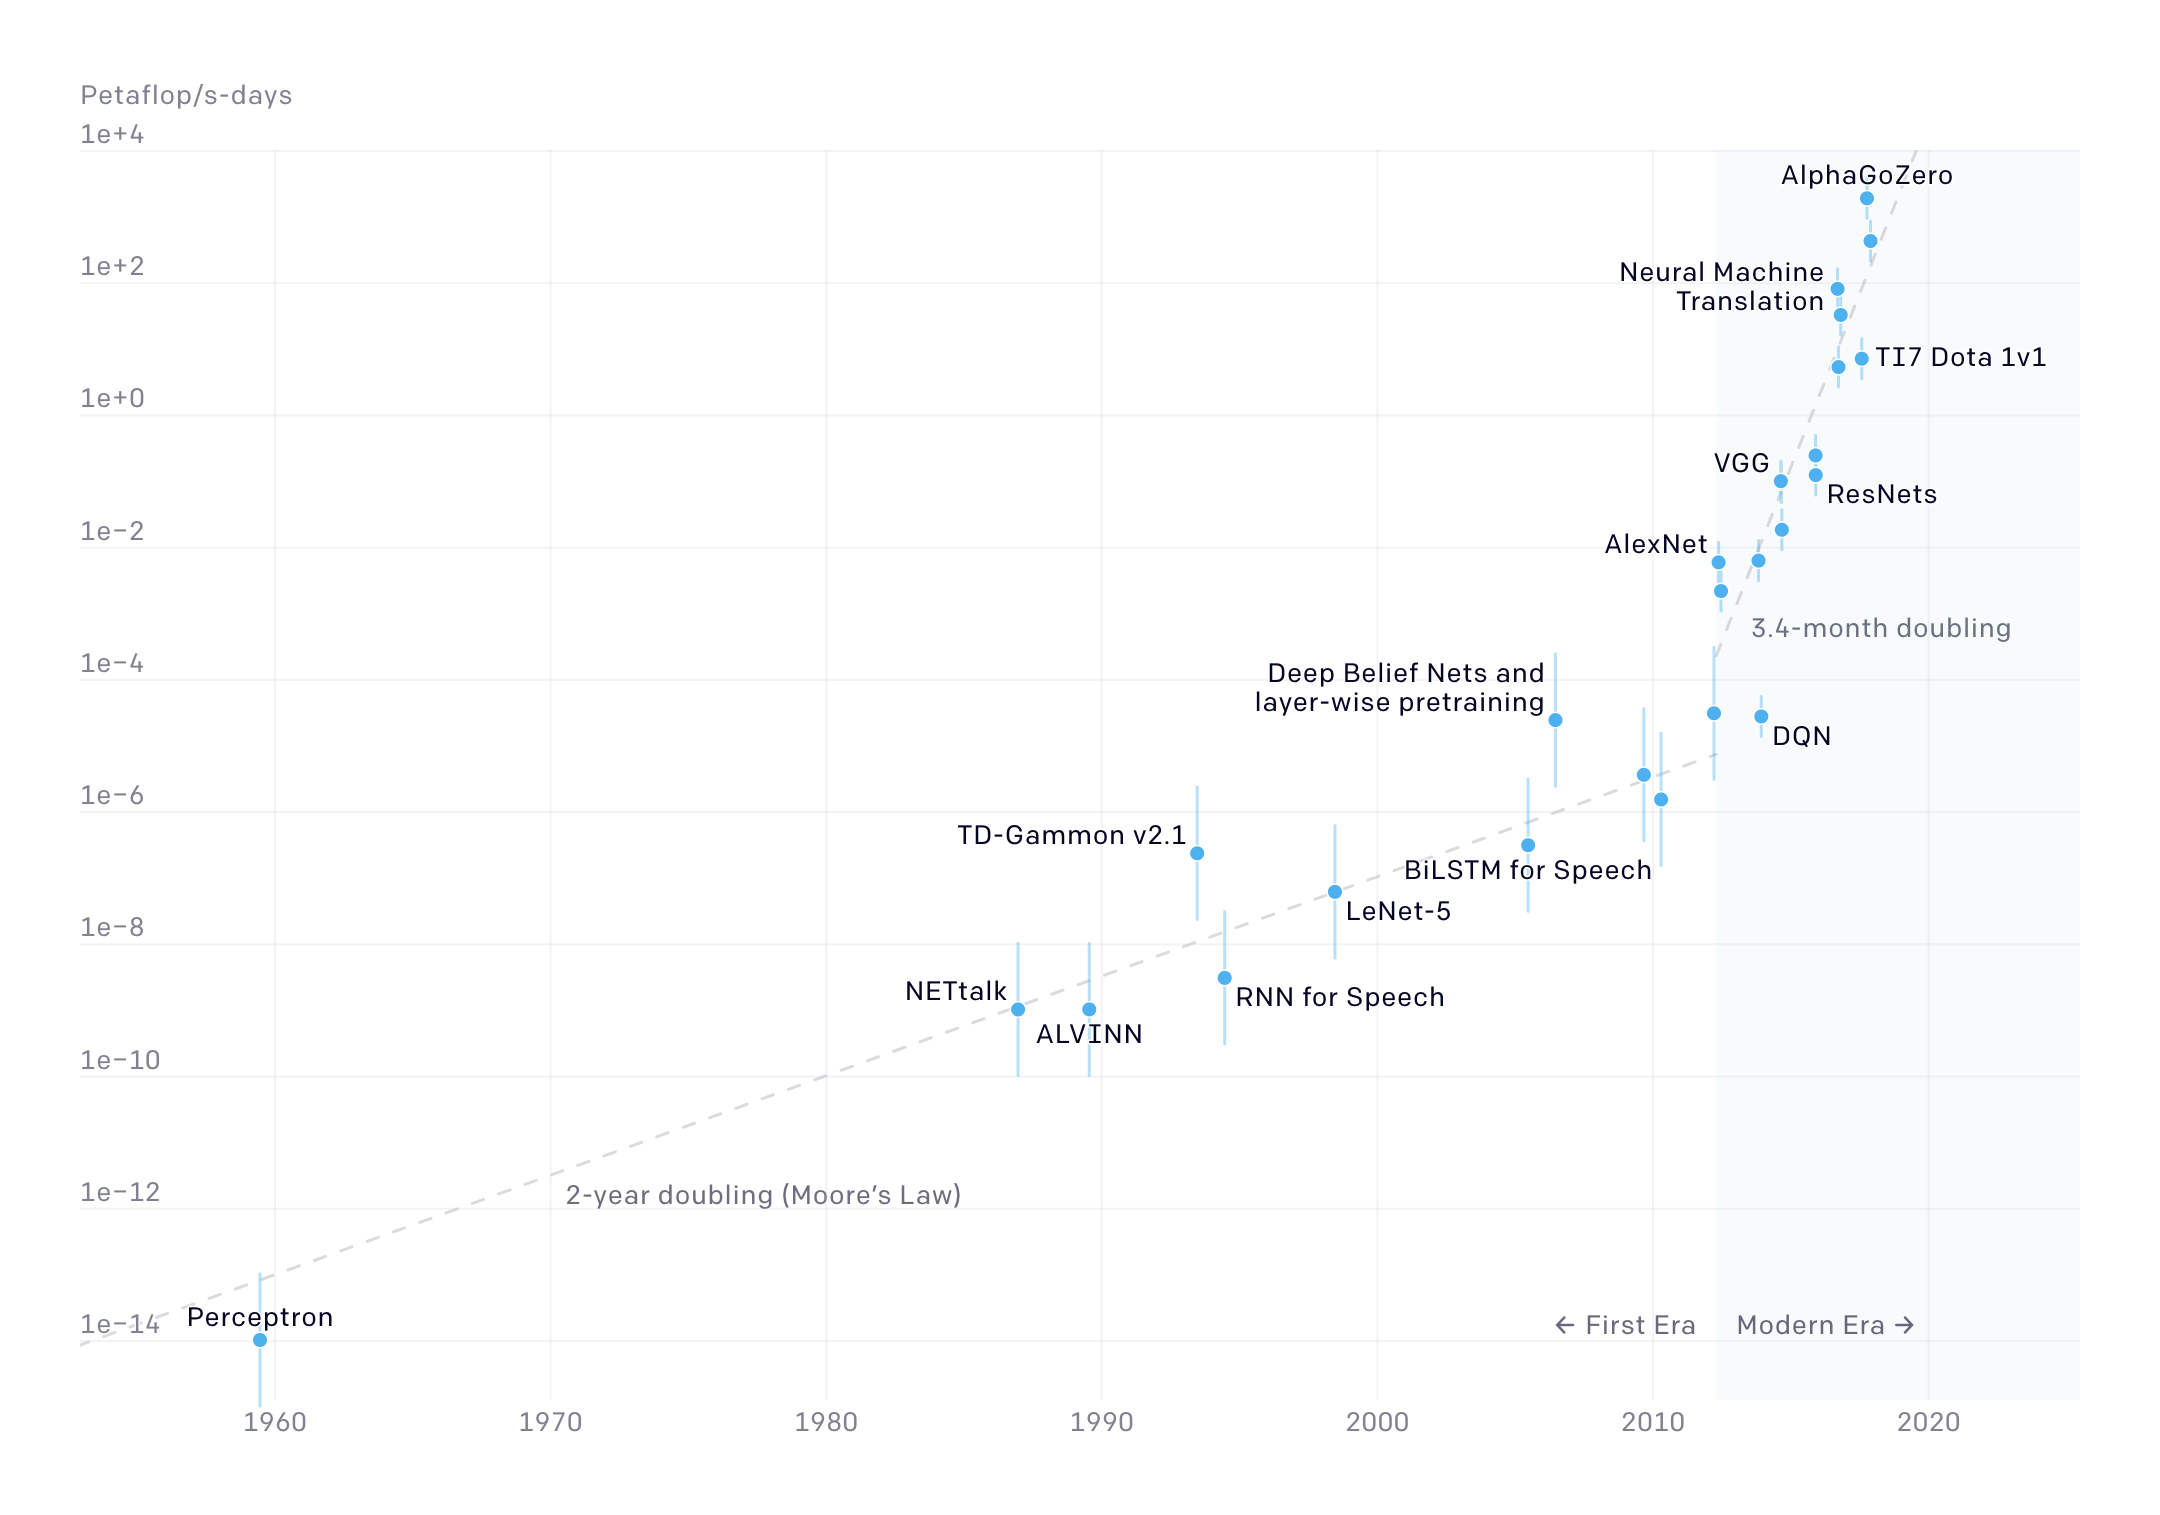 Petaflop/s-days
1e+4
AlphaGoZero
1e+2
Neural Machine
Translation
TI7 Dota 1v1
1e+0
VGG
ResNets
1e−2
AlexNet
3.4-month doubling
1e−4
Deep Belief Nets and
layer-wise pretraining
DQN
1e−6
TD-Gammon v2.1
BiLSTM for Speech
LeNet-5
1e−8
NETtalk
RNN for Speech
ALVINN
1e−10
1e−12
2-year doubling (Moore’s Law)
1e−14
Perceptron
← First Era
Modern Era →
1960 1970 1980 1990 2000 2010 2020